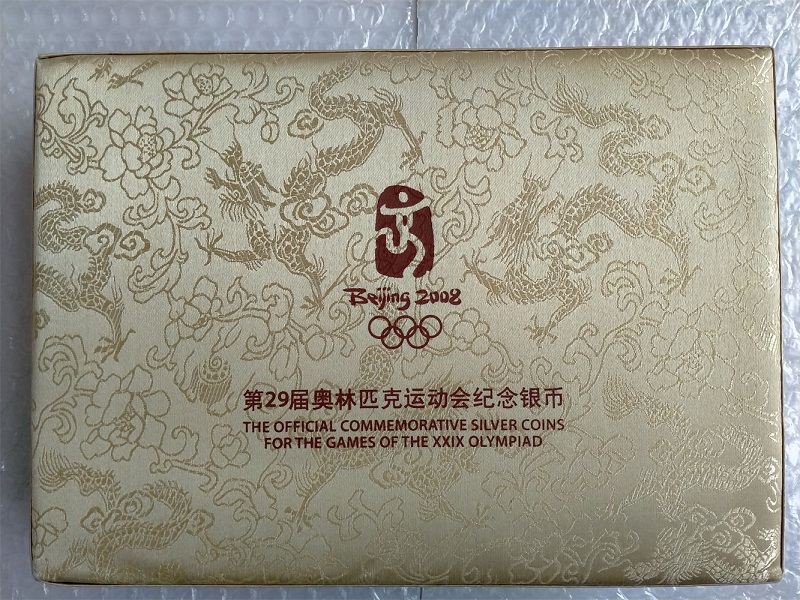 Beijing 2008
第29届奥林匹克运动会纪念银币
THE OFFICIAL COMMEMORATIVE SILVER COINS
FOR THE GAMES OF THE XXIX OLYMPIAD